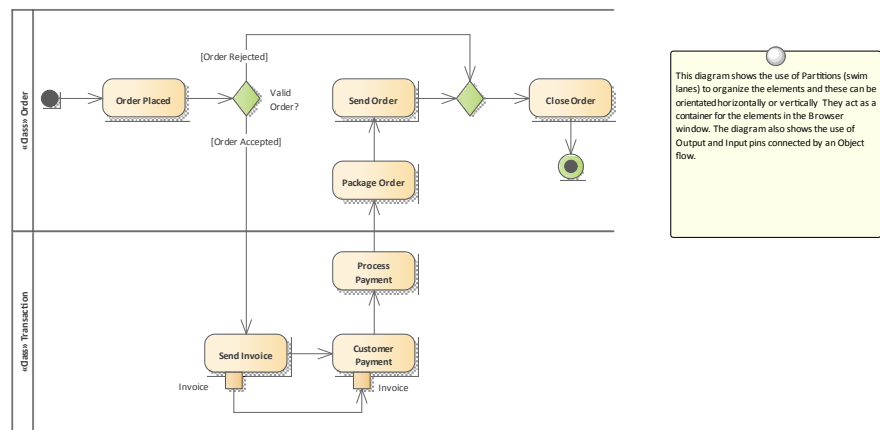 «Class» Order
[Order Rejected]
Order Placed
Valid
Order?
Send Order
Close Order
[Order Accepted]
Package Order
«Class» Transaction
Process
Payment
Send Invoice
Customer
Payment
Invoice
Invoice
This diagram shows the use of Partitions (swim
lanes) to organize the elements and these can be
orientated horizontally or vertically They act as a
container for the elements in the Browser
window. The diagram also shows the use of
Output and Input pins connected by an Object
flow.